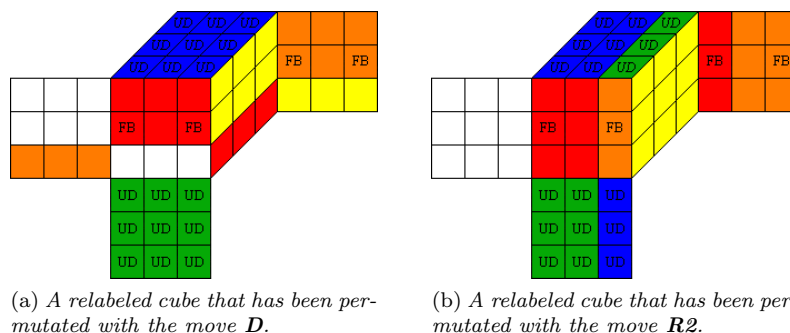 UD UD UD
UD UD UD
UD UD UD
FB FB
FB FB
UD UD UD
UD UD UD
UD UD UD
(a) A relabeled cube that has been per-
mutated with the move D.
UD UD UD
UD UD UD
UD UD UD
FB FB
FB FB
UD UD UD
UD UD UD
UD UD UD
(b) A relabeled cube that has been per-
mutated with the move R2.